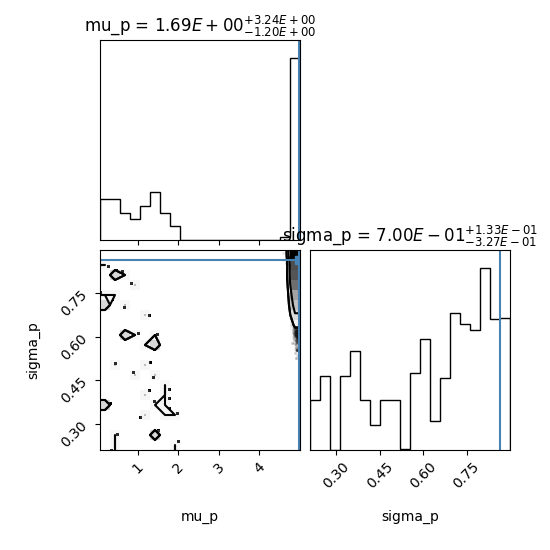 mu_p = 1.69E + 00+3.24E + 00−1.20E + 00
sigma_p = 7.00E − 01+1.33E − 01−3.27E − 01
sigma_p
0.75
0.60
0.45
0.30
1
2
3
4
mu_p
0.30
0.45
0.60
0.75
sigma_p